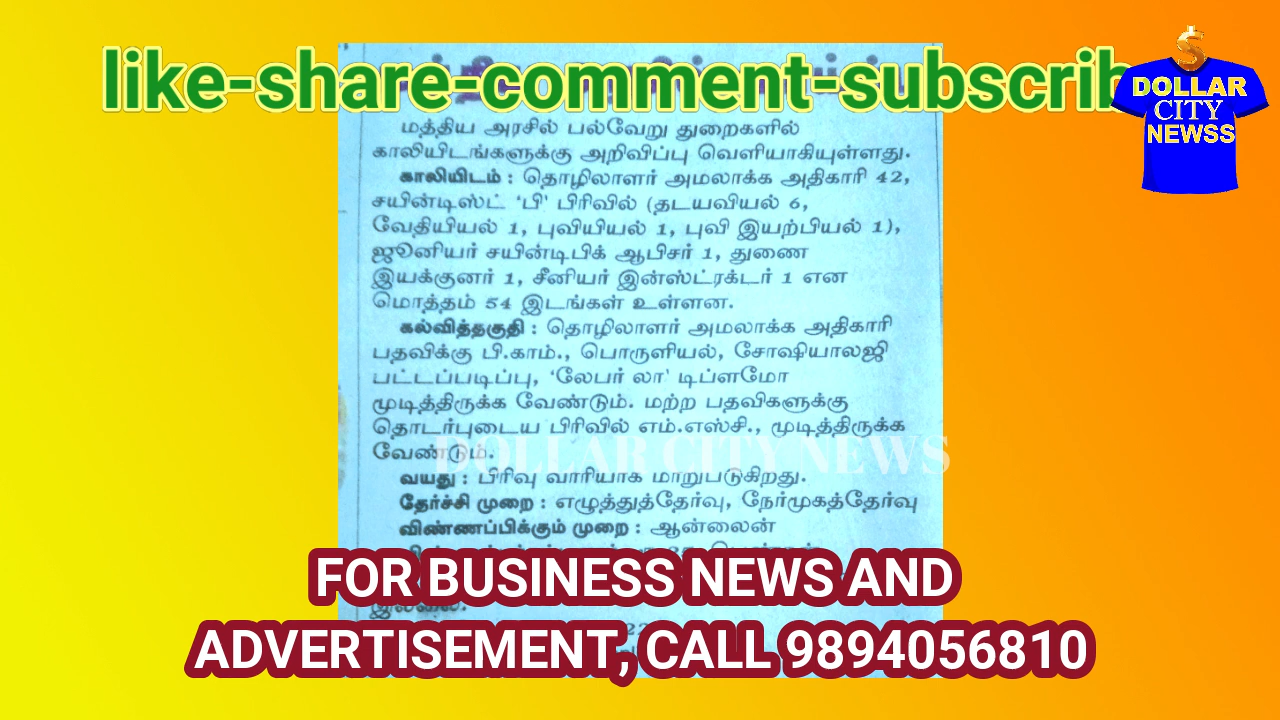 like-share-comment-subscrib
DOLLAR
CITY
NEWSS
மத்திய அரசில் பல்வேறு துறைகளில்
காலியிடங்களுக்கு அறிவிப்பு வெளியாகியுள்ளது.
காலியிடம் : தொழிலாளர் அமலாக்க அதிகாரி 42,
சயின்டிஸ்ட் 'பி' பிரிவில் (தடயவியல் 6,
வேதியியல் 1, புவியியல் 1, புவி இயற்பியல் 1),
ஜூனியர் சயின்டிபிக் ஆபிசர் 1, துணை
இயக்குனர் 1, சீனியர் இன்ஸ்ட்ரக்டர் 1 என
மொத்தம் 54 இடங்கள் உள்ளன.
கல்வித்தகுதி : தொழிலாளர் அமலாக்க அதிகாரி
பதவிக்கு பி.காம்., பொருளியல், சோஷியாலஜி
பட்டப்படிப்பு, 'லேபர் லா' டிப்ளமோ
முடித்திருக்க வேண்டும். மற்ற பதவிகளுக்கு
தொடர்புடைய பிரிவில் எம்.எஸ்சி., முடித்திருக்க
வேண்டும்.
DOLLAR CITY NEWS
வயது : பிரிவு வாரியாக மாறுபடுகிறது.
தேர்ச்சி முறை : எழுத்துத்தேர்வு, நேர்முகத்தேர்வு
விண்ணப்பிக்கும் முறை : ஆன்லைன்
FOR BUSINESS NEWS AND
இல்லை.
ADVERTISEMENT, CALL 9894056810